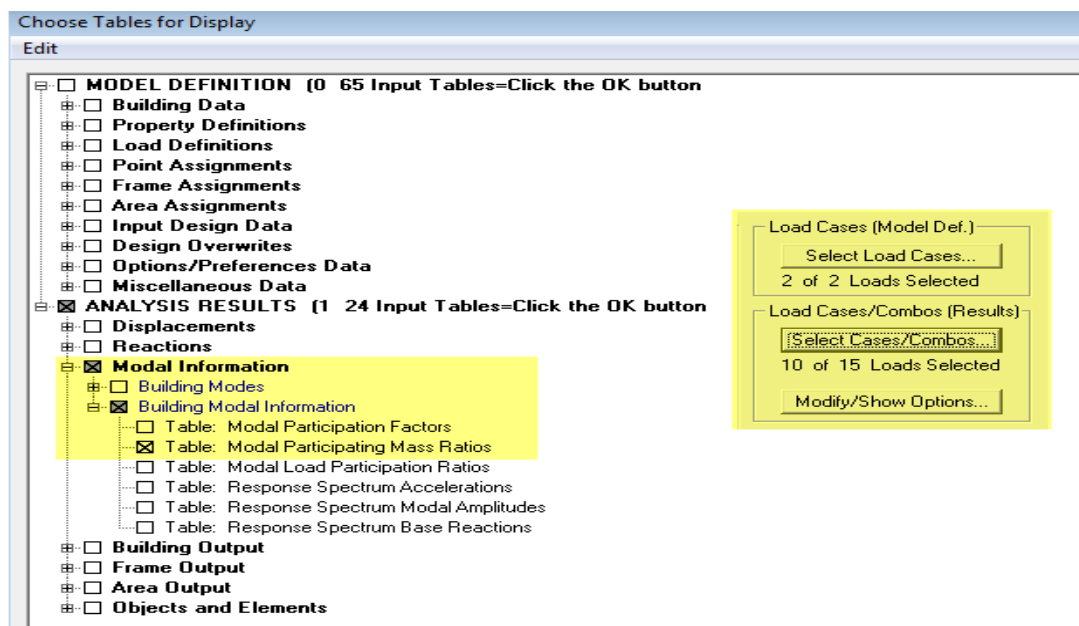 Choose Tables for Display
Edit
MODEL DEFINITION (0 65 Input Tables=Click the OK button
Building Data
Property Definitions
Load Definitions
Point Assignments
Frame Assignments
Area Assignments
Input Design Data
Design Overwrites
Options/Preferences Data
Miscellaneous Data
ANALYSIS RESULTS (1 24 Input Tables=Click the OK button
Displacements
Reactions
Modal Information
Building Modes
Building Modal Information
Table: Modal Participation Factors
Table: Modal Participating Mass Ratios
Table: Modal Load Participation Ratios
Table: Response Spectrum Accelerations
Table: Response Spectrum Modal Amplitudes
Table: Response Spectrum Base Reactions
Building Output
Frame Output
Area Output
Objects and Elements
Load Cases (Model Def.)
Select Load Cases...
2 of 2 Loads Selected
Load Cases/Combos (Results)
Select Cases/Combos...
10 of 15 Loads Selected
Modify/Show Options...